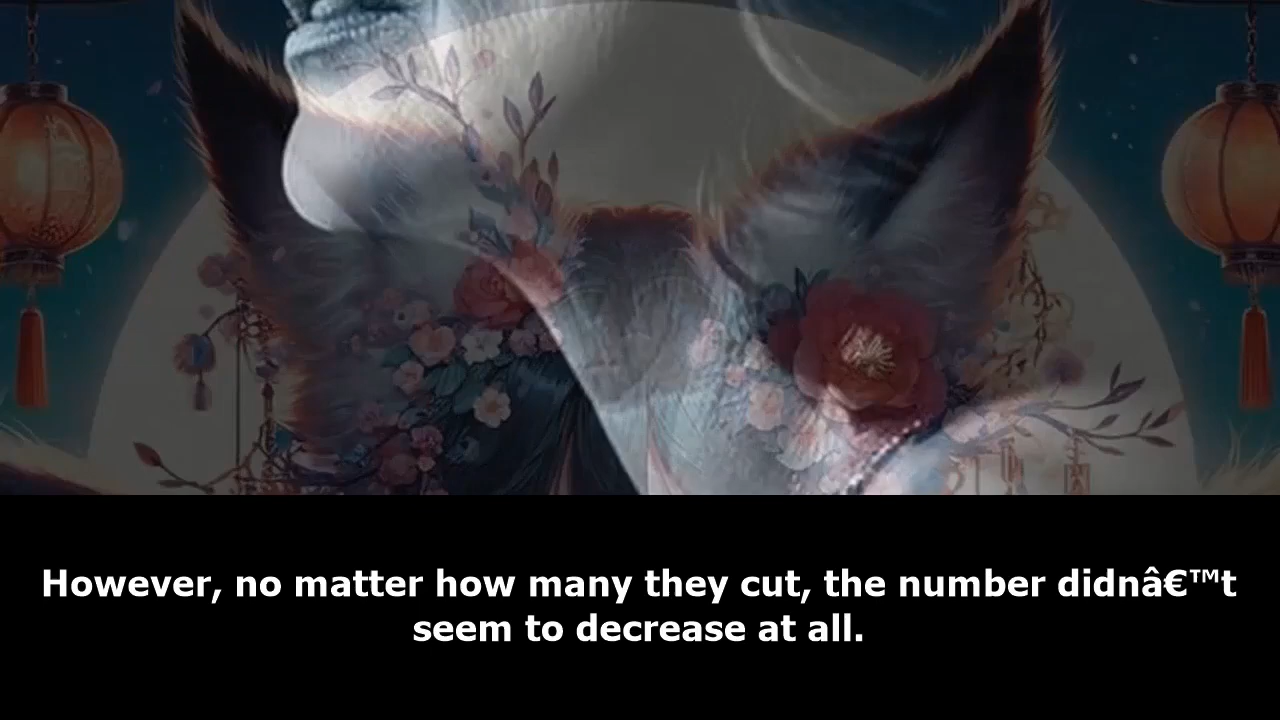 However, no matter how many they cut, the number didnâ€™t
seem to decrease at all.